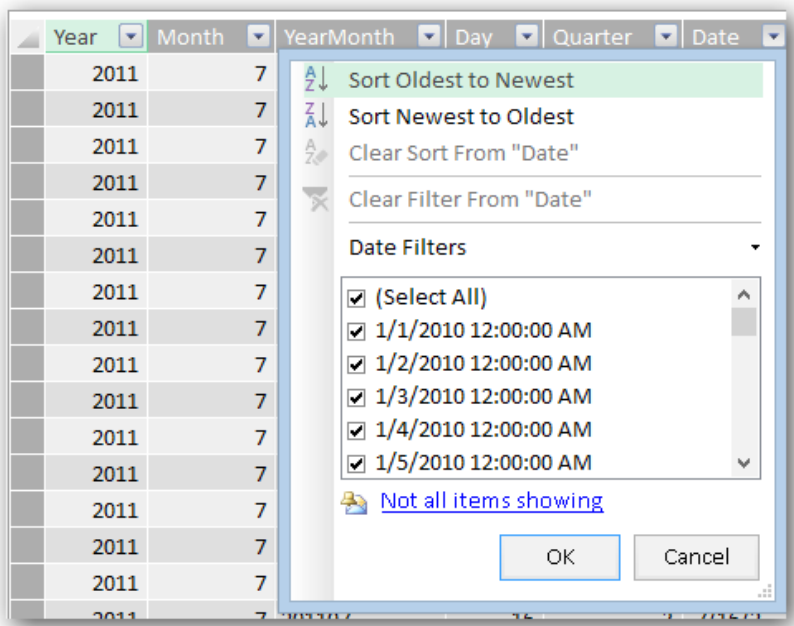 Year Month YearMonth Day Quarter Date
2011 7
Sort Oldest to Newest
2011 7
Sort Newest to Oldest
2011 7
Clear Sort From "Date"
2011 7
Clear Filter From "Date"
2011 7
2011 7
Date Filters
2011 7
(Select All)
2011 7
1/1/2010 12:00:00 AM
2011 7
1/2/2010 12:00:00 AM
2011 7
1/3/2010 12:00:00 AM
2011 7
1/4/2010 12:00:00 AM
2011 7
1/5/2010 12:00:00 AM
2011 7
Not all items showing
2011 7
OK Cancel
2011 7
2011 7
2011 7